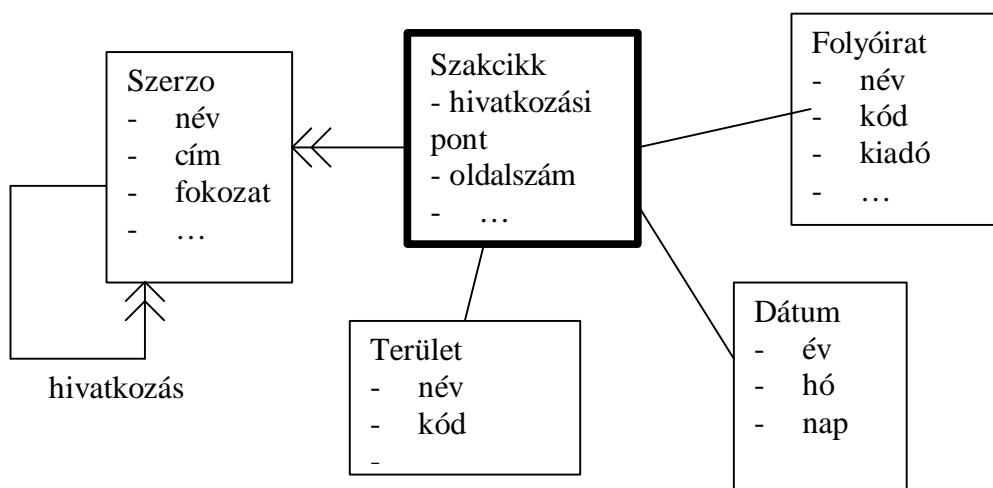 Szerzo
- név
- cím
- fokozat
- …
hivatkozás
Szakcikk
- hivatkozási
pont
- oldalszám
- …
Folyóirat
- név
- kód
- kiadó
- …
Terület
- név
- kód
-
Dátum
- év
- hó
- nap